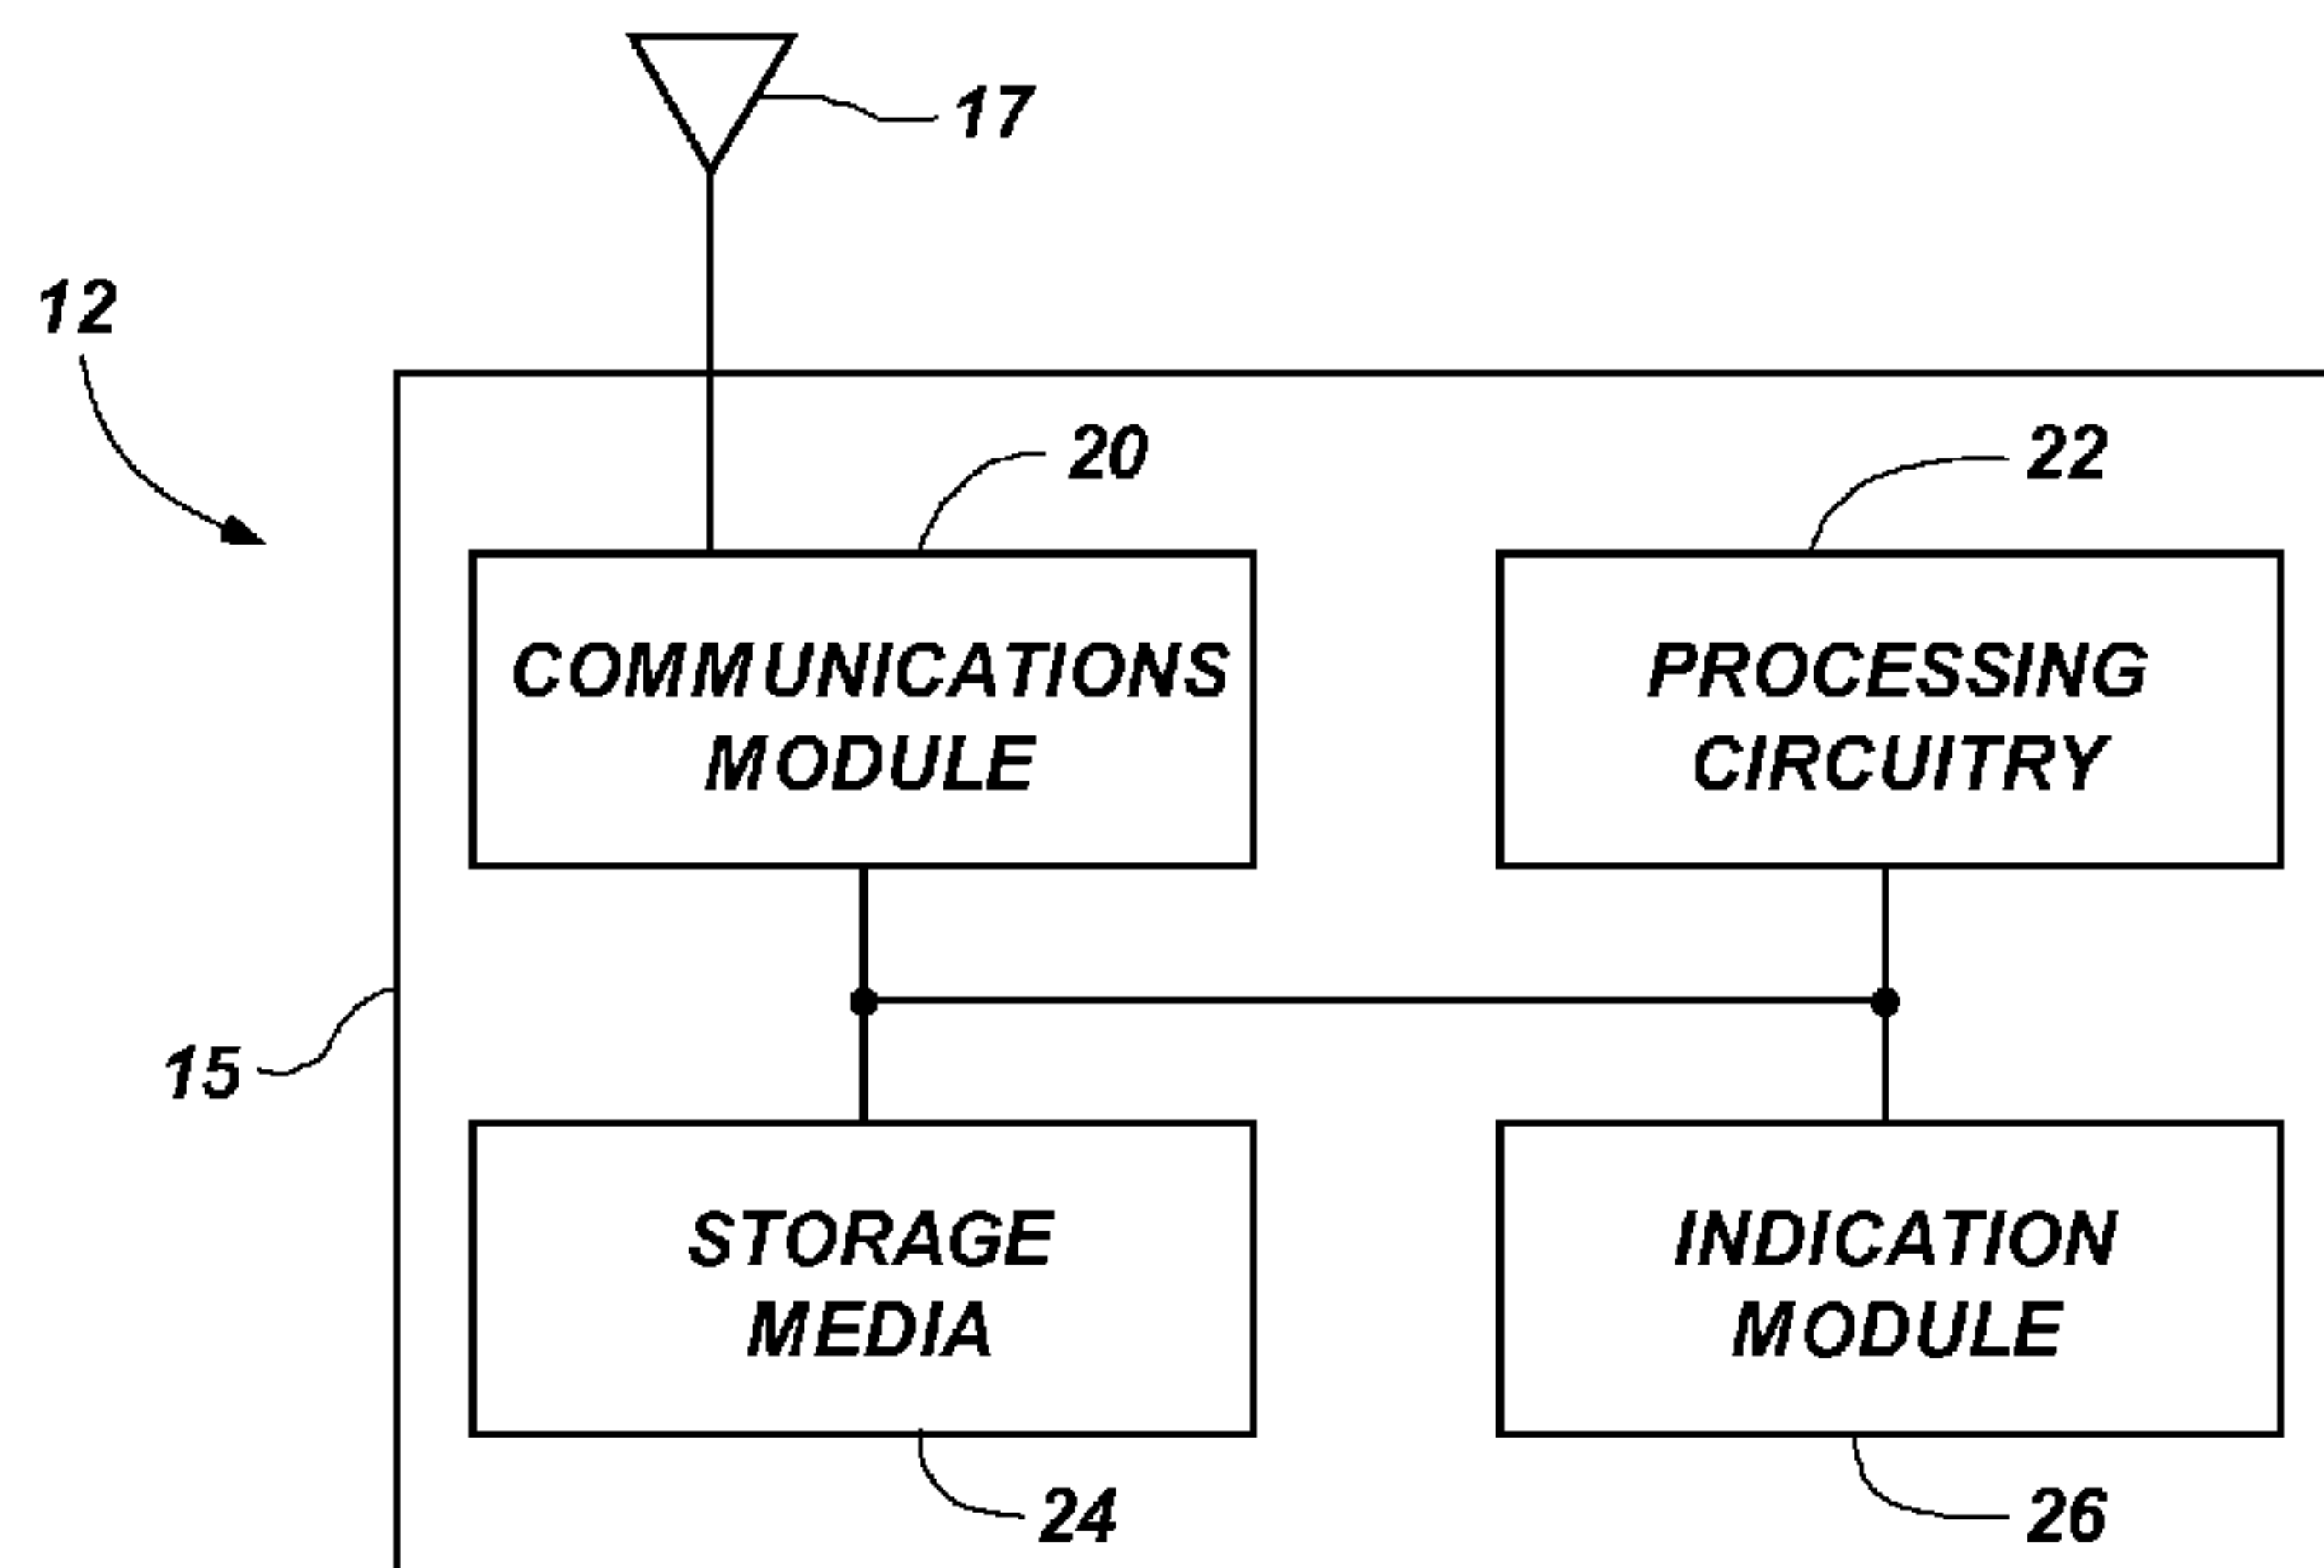 17
12
20
22
COMMUNICATIONS
MODULE
PROCESSING
CIRCUITRY
15
STORAGE
MEDIA
INDICATION
MODULE
24
26